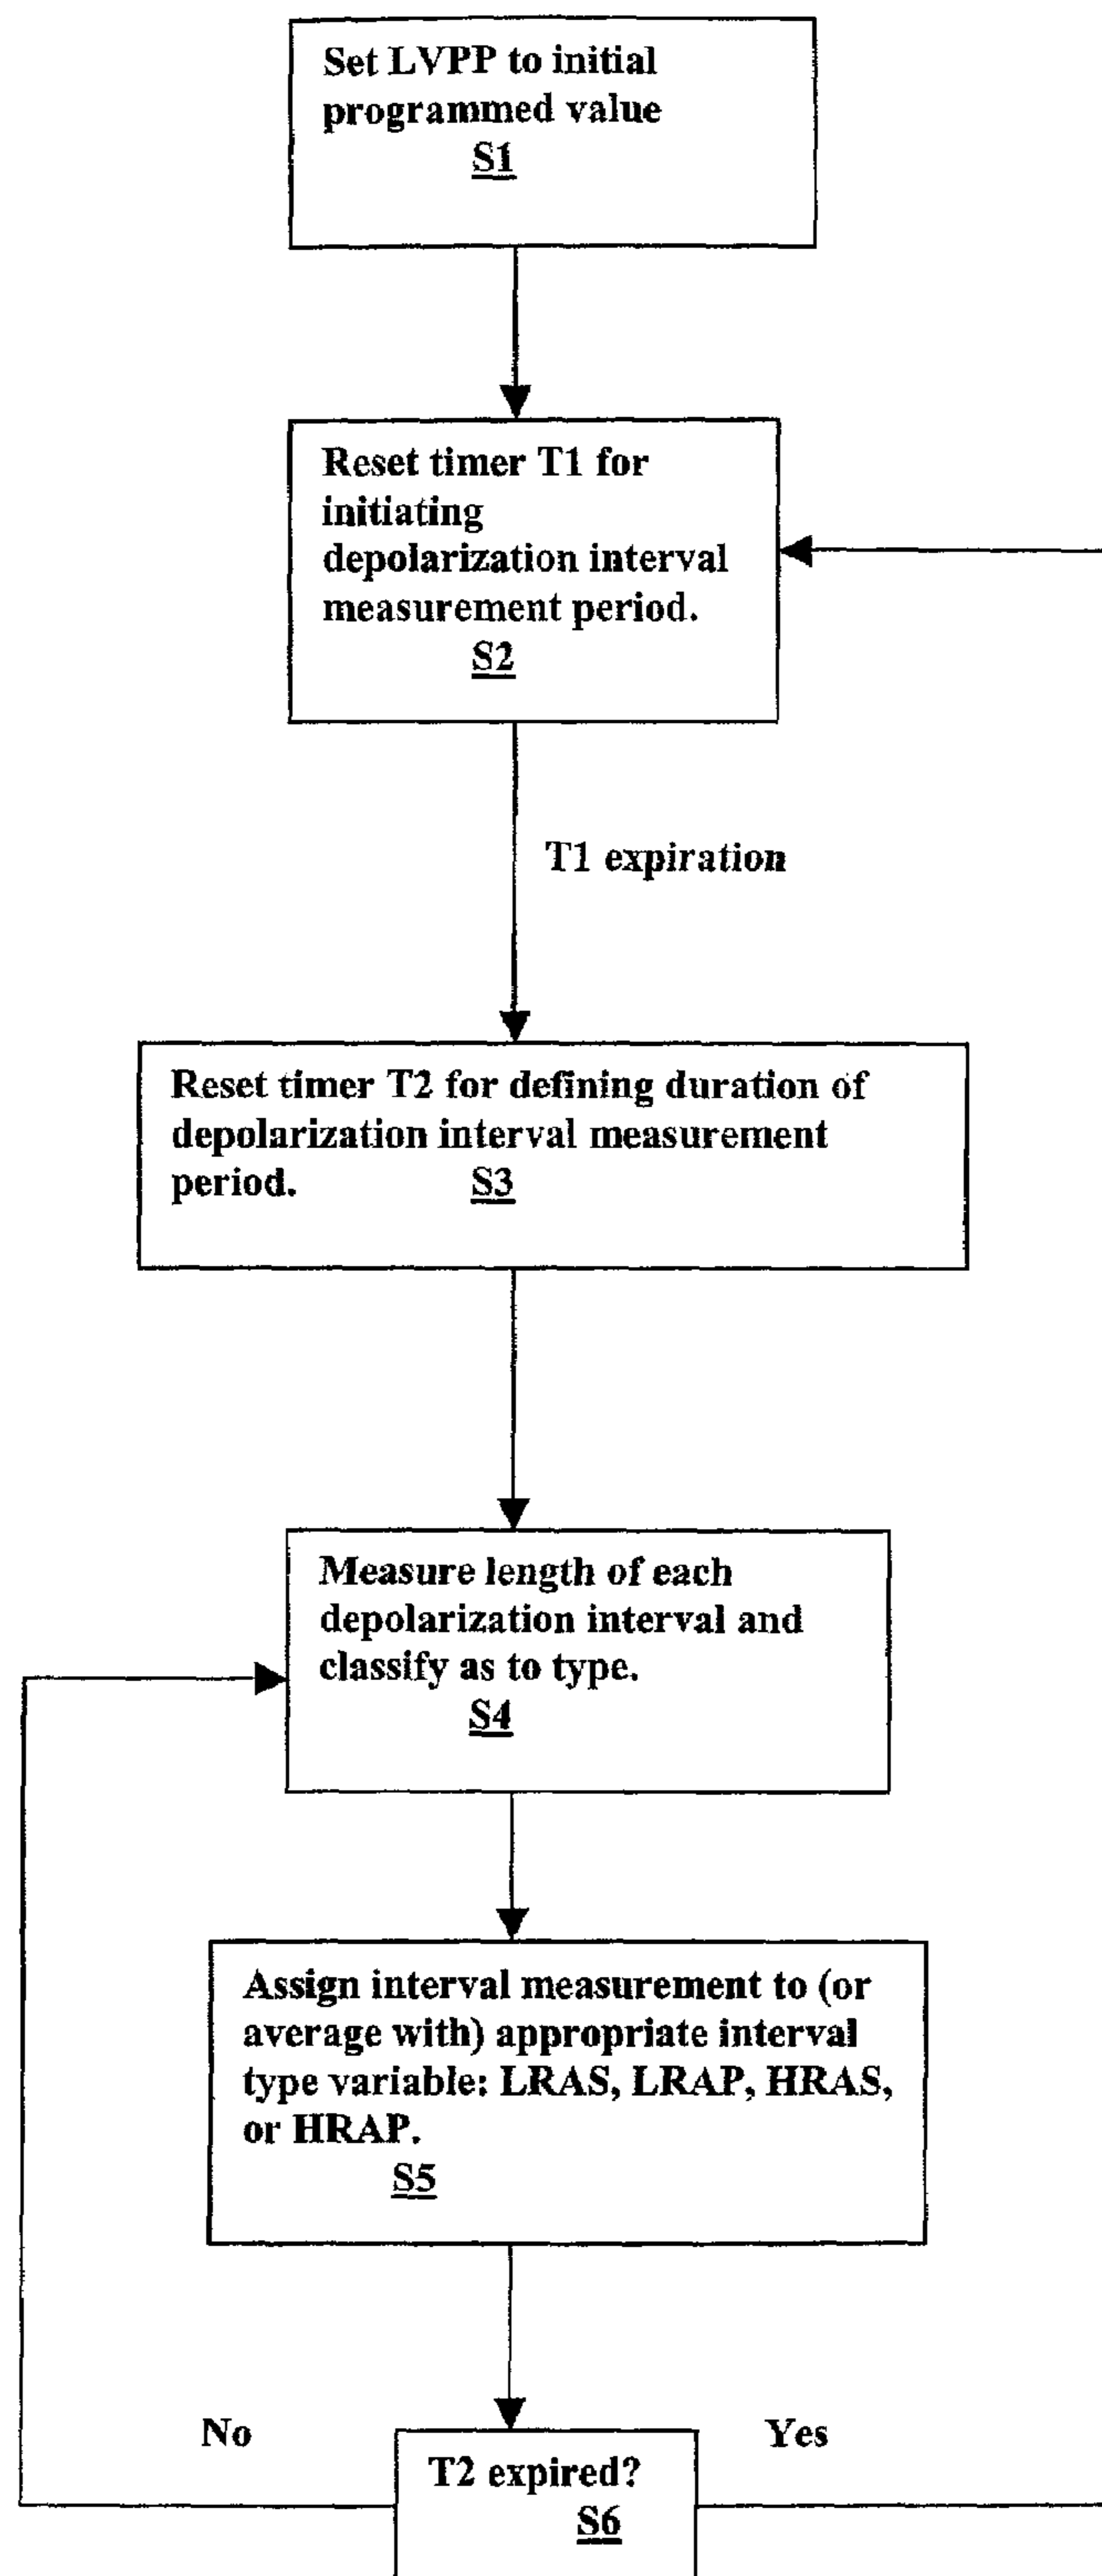 Set LVPP to initial
programmed value
S1
Reset timer T1 for
initiating
depolarization interval
measurement period.
S2
T1 expiration
Reset timer T2 for defining duration of
depolarization interval measurement
period. S3
Measure length of each
depolarization interval and
classify as to type.
S4
Assign interval measurement to (or
average with) appropriate interval
type variable: LRAS, LRAP, HRAS,
or HRAP.
S5
No
Yes
T2 expired?
S6